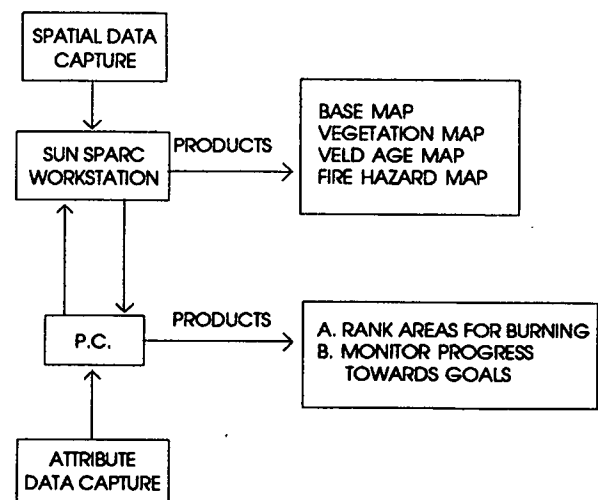 SPATIAL DATA
CAPTURE
SUN SPARC
WORKSTATION
PRODUCTS
BASE MAP
VEGETATION MAP
VELD AGE MAP
FIRE HAZARD MAP
P.C.
PRODUCTS
A. RANK AREAS FOR BURNING
B. MONITOR PROGRESS
TOWARDS GOALS
ATTRIBUTE
DATA CAPTURE